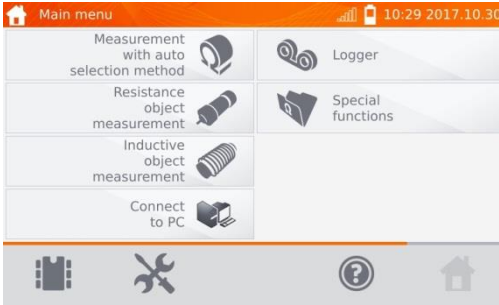 Main menu
10:29 2017.10.30
Measurement
with auto
selection method
Logger
Resistance
object
measurement
Special
functions
Inductive
object
measurement
Connect
to PC